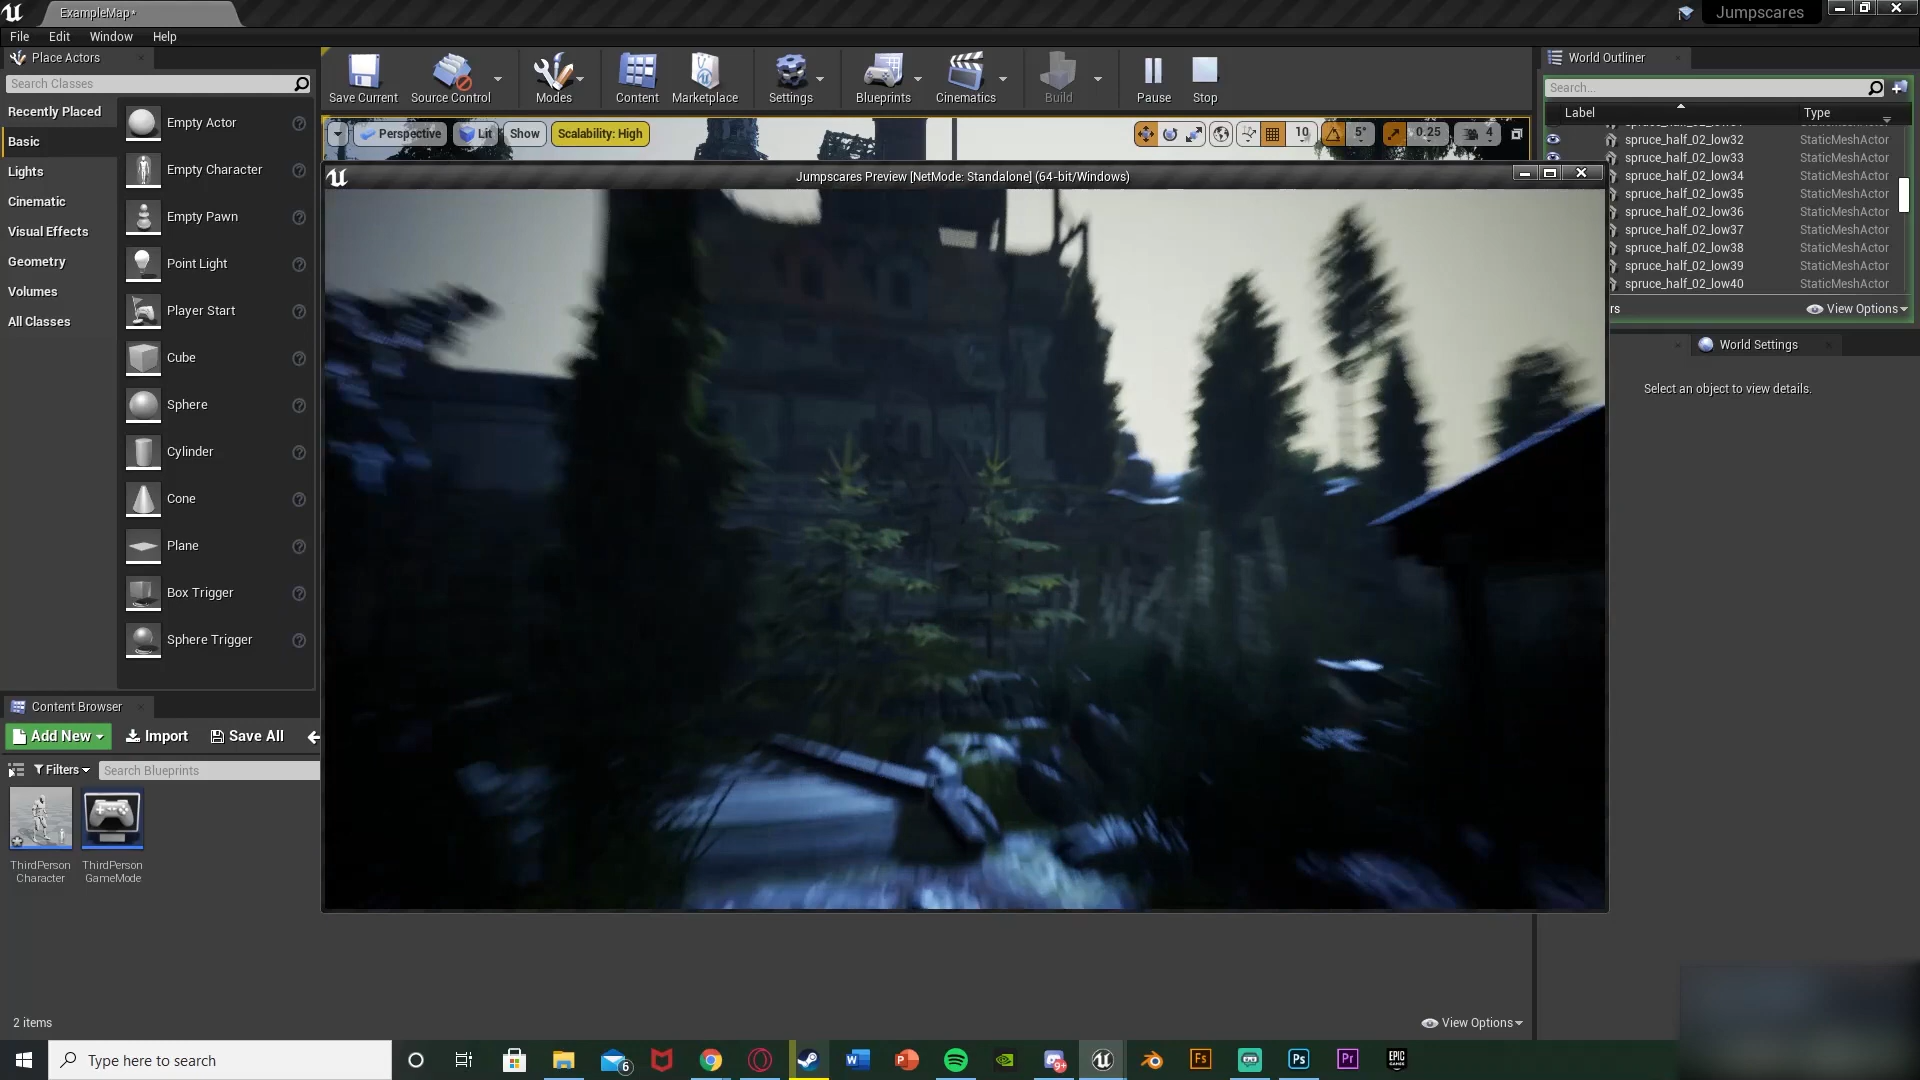 ExampleMap*
Jumpscares
File Edit Window Help
Place Actors
Search Classes
Recently Placed
Basic
Lights
Cinematic
Visual Effects
Geometry
Volumes
All Classes
Empty Actor
Empty Character
Empty Pawn
Point Light
Player Start
Cube
Sphere
Cylinder
Cone
Plane
Box Trigger
Sphere Trigger
Save Current
Source Control
Modes
Content
Marketplace
Settings
Blueprints
Cinematics
Build
Pause
Stop
Perspective
Lit
Show
Scalability: High
10
5°
0.25
4
Jumpscares Preview [NetMode: Standalone] (64-bit/Windows)
World Outliner
Search...
Label Type
spruce_half_02_low32 StaticMeshActor
spruce_half_02_low33 StaticMeshActor
spruce_half_02_low34 StaticMeshActor
spruce_half_02_low35 StaticMeshActor
spruce_half_02_low36 StaticMeshActor
spruce_half_02_low37 StaticMeshActor
spruce_half_02_low38 StaticMeshActor
spruce_half_02_low39 StaticMeshActor
spruce_half_02_low40 StaticMeshActor
rs View Options
World Settings
Select an object to view details.
Content Browser
Add New Import Save All
Filters Search Blueprints
ThirdPerson
Character
ThirdPerson
GameMode
2 items
View Options
Type here to search
6
9+
Fs
Ps
Pr
EPIC
GAMES